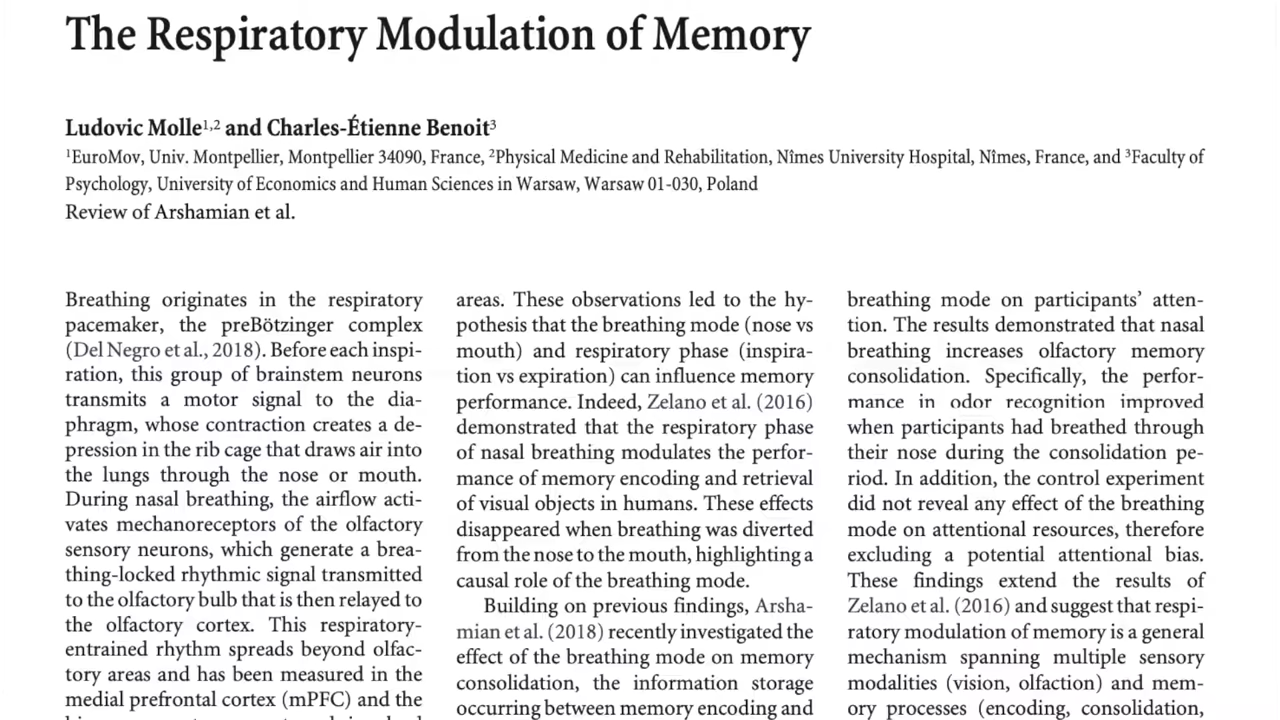 The Respiratory Modulation of Memory
Ludovic Molle1,2 and Charles-Étienne Benoit3
1EuroMov, Univ. Montpellier, Montpellier 34090, France, 2Physical Medicine and Rehabilitation, Nîmes University Hospital, Nîmes, France, and 3Faculty of
Psychology, University of Economics and Human Sciences in Warsaw, Warsaw 01-030, Poland
Review of Arshamian et al.
Breathing originates in the respiratory
pacemaker, the preBötzinger complex
(Del Negro et al., 2018). Before each inspi-
ration, this group of brainstem neurons
transmits a motor signal to the dia-
phragm, whose contraction creates a de-
pression in the rib cage that draws air into
the lungs through the nose or mouth.
During nasal breathing, the airflow acti-
vates mechanoreceptors of the olfactory
sensory neurons, which generate a brea-
thing-locked rhythmic signal transmitted
to the olfactory bulb that is then relayed to
the olfactory cortex. This respiratory-
entrained rhythm spreads beyond olfac-
tory areas and has been measured in the
medial prefrontal cortex (mPFC) and the
areas. These observations led to the hy-
pothesis that the breathing mode (nose vs
mouth) and respiratory phase (inspira-
tion vs expiration) can influence memory
performance. Indeed, Zelano et al. (2016)
demonstrated that the respiratory phase
of nasal breathing modulates the perfor-
mance of memory encoding and retrieval
of visual objects in humans. These effects
disappeared when breathing was diverted
from the nose to the mouth, highlighting a
causal role of the breathing mode.
Building on previous findings, Arsha-
mian et al. (2018) recently investigated the
effect of the breathing mode on memory
consolidation, the information storage
occurring between memory encoding and
breathing mode on participants' atten-
tion. The results demonstrated that nasal
breathing increases olfactory memory
consolidation. Specifically, the perfor-
mance in odor recognition improved
when participants had breathed through
their nose during the consolidation pe-
riod. In addition, the control experiment
did not reveal any effect of the breathing
mode on attentional resources, therefore
excluding a potential attentional bias.
These findings extend the results of
Zelano et al. (2016) and suggest that respi-
ratory modulation of memory is a general
mechanism spanning multiple sensory
modalities (vision, olfaction) and mem-
ory processes (encoding, consolidation,